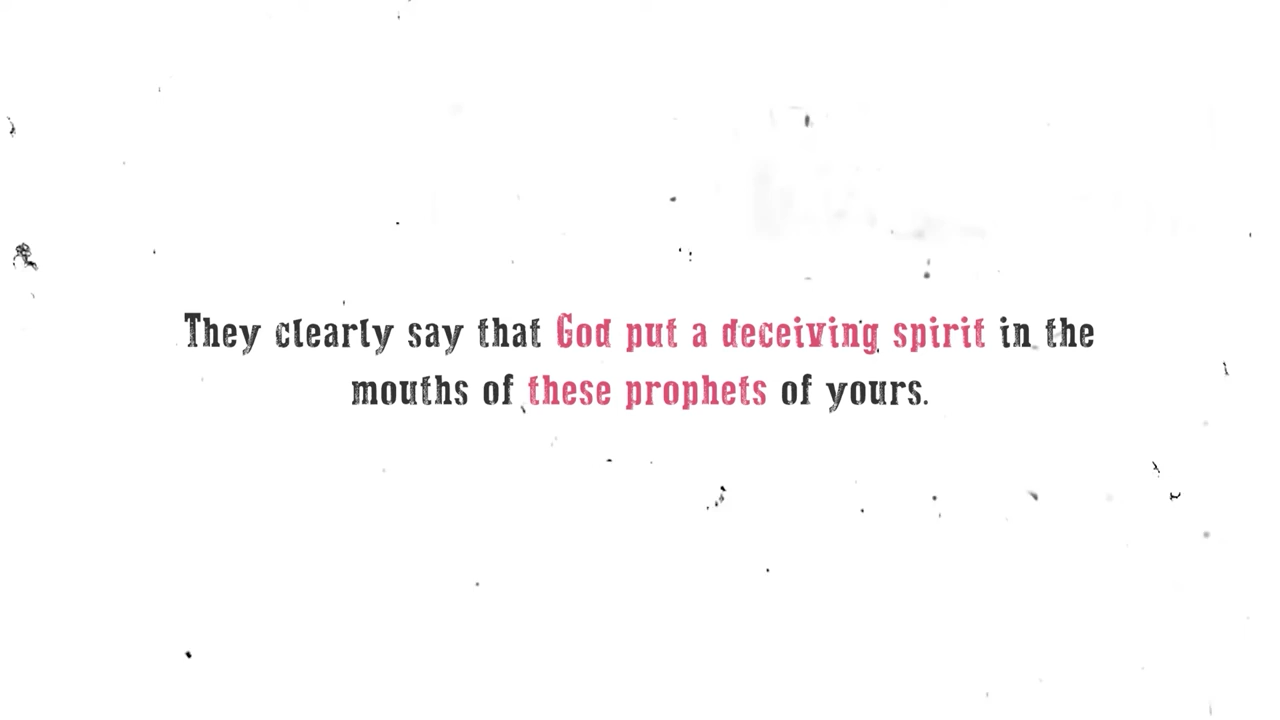 They clearly say that God put a deceiving spirit in the
mouths of these prophets of yours.